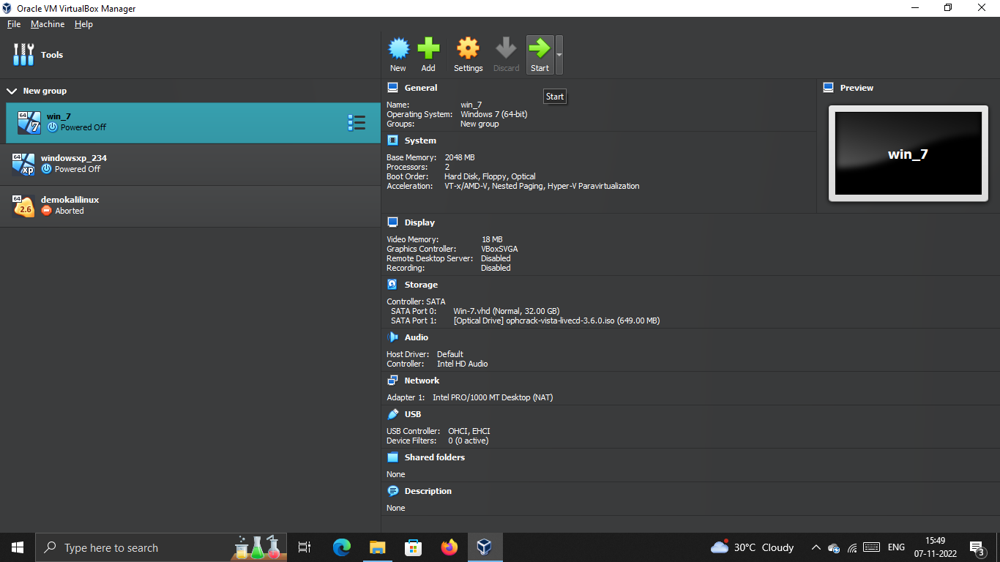 Oracle VM VirtualBox Manager
File Machine Help
Tools
New
Add
Settings
Discard
Start
New group
64
7
win_7
Powered Off
64
xp
windowsxp_234
Powered Off
64
2.6
demokalilinux
Aborted
General
Start
Name: win_7
Operating System: Windows 7 (64-bit)
Groups: New group
System
Base Memory: 2048 MB
Processors: 2
Boot Order: Hard Disk, Floppy, Optical
Acceleration: VT-x/AMD-V, Nested Paging, Hyper-V Paravirtualization
Preview
win_7
Display
Video Memory: 18 MB
Graphics Controller: VBoxSVGA
Remote Desktop Server: Disabled
Recording: Disabled
Storage
Controller: SATA
SATA Port 0: Win-7.vhd (Normal, 32.00 GB)
SATA Port 1: [Optical Drive] ophcrack-vista-livecd-3.6.0.iso (649.00 MB)
Audio
Host Driver: Default
Controller: Intel HD Audio
Network
Adapter 1: Intel PRO/1000 MT Desktop (NAT)
USB
USB Controller: OHCI, EHCI
Device Filters: 0 (0 active)
Shared folders
None
Description
None
Type here to search
30°C Cloudy
ENG
15:49
07-11-2022
3